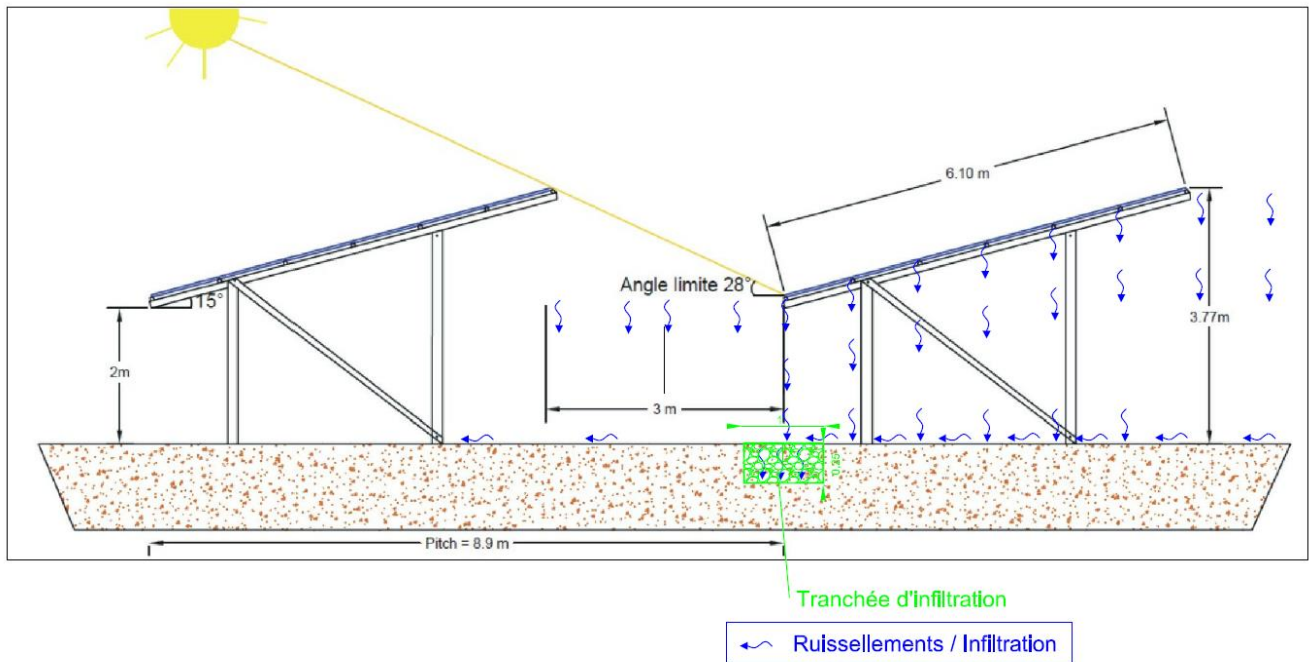 6.10 m
Angle limite 28°
15°
3.77m
2m
3 m
Pitch = 8.9 m
Tranchée d'infiltration
Ruissellements / Infiltration